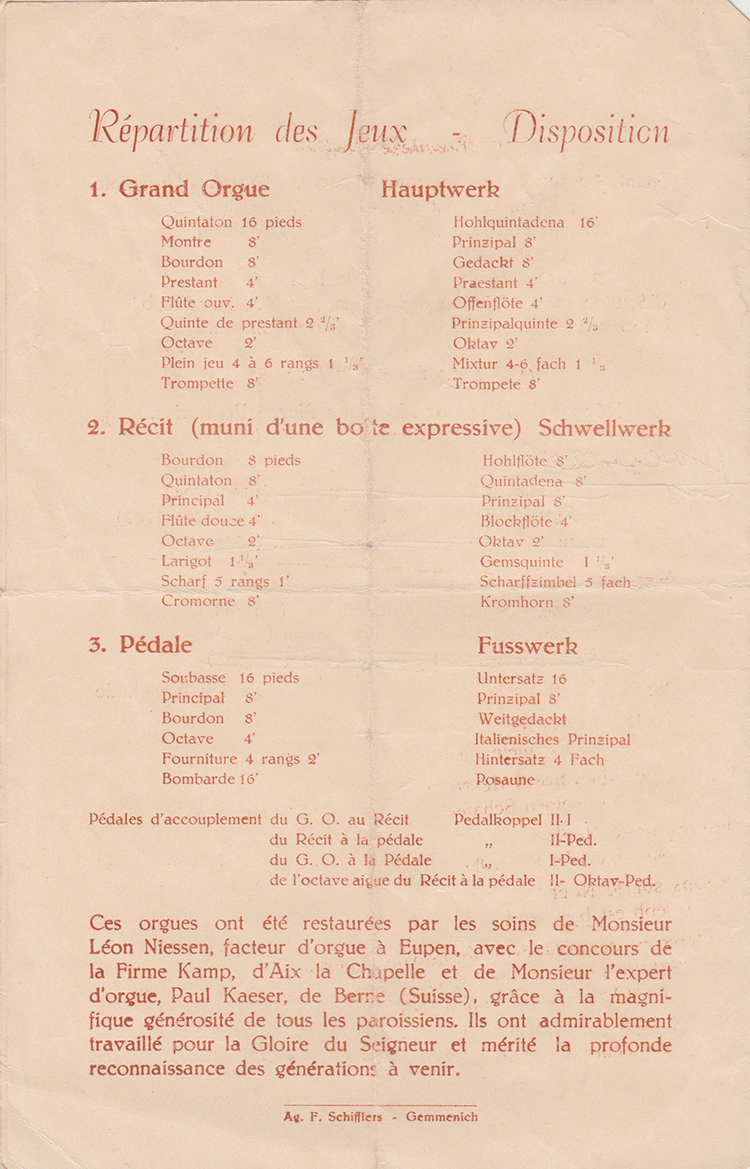 Répartition des Jeux - Disposition
1. Grand Orgue Hauptwerk
Quintaton 16 pieds Hohlquintadena 16'
Montre 8' Prinzipal 8'
Bourdon 8' Gedackt 8'
Prestant 4' Praestant 4'
Flûte ouv. 4' Offenflöte 4'
Quinte de prestant 2 2/3' Prinzipalquinte 2 2/3
Octave 2' Oktav 2'
Plein jeu 4 à 6 rangs 1 1/3' Mixtur 4-6 fach 1 1/3
Trompette 8' Trompete 8'
2. Récit (muni d'une boîte expressive) Schwellwerk
Bourdon 8 pieds Hohlflöte 8'
Quintaton 8' Quintadena 8'
Principal 4' Prinzipal 8'
Flûte douce 4' Blockflöte 4'
Octave 2' Oktav 2'
Larigot 1 1/3' Gemsquinte 1 1/3'
Scharf 5 rangs 1' Scharffzimbel 5 fach
Cromorne 8' Kromhorn 8'
3. Pédale Fusswerk
Soubasse 16 pieds Untersatz 16
Principal 8' Prinzipal 8'
Bourdon 8' Weitgedackt
Octave 4' Italienisches Prinzipal
Fourniture 4 rangs 2' Hintersatz 4 Fach
Bombarde 16' Posaune
Pédales d'accouplement du G. O. au Récit Pedalkoppel II-I
du Récit à la pédale „ II-Ped.
du G. O. à la Pédale „ I-Ped.
de l'octave aigue du Récit à la pédale II- Oktav-Ped.
Ces orgues ont été restaurées par les soins de Monsieur
Léon Niessen, facteur d'orgue à Eupen, avec le concours de
la Firme Kamp, d'Aix la Chapelle et de Monsieur l'expert
d'orgue, Paul Kaeser, de Berne (Suisse), grâce à la magni-
fique générosité de tous les paroissiens. Ils ont admirablement
travaillé pour la Gloire du Seigneur et mérité la profonde
reconnaissance des générations à venir.
Ag. F. Schifflers - Gemmenich